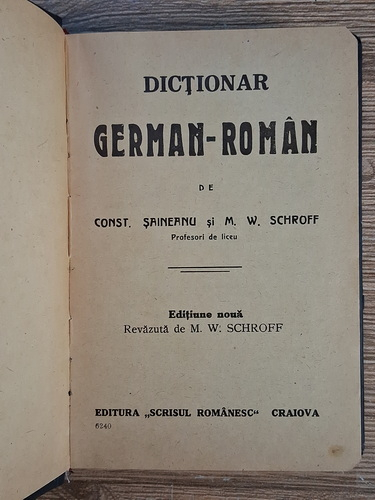 DICȚIONAR
GERMAN-ROMÂN
DE
CONST. ȘAINEANU și M. W. SCHROFF
Profesori de liceu
Edițiune nouă
Revăzută de M. W. SCHROFF
EDITURA „SCRISUL ROMÂNESC“ CRAIOVA
6240